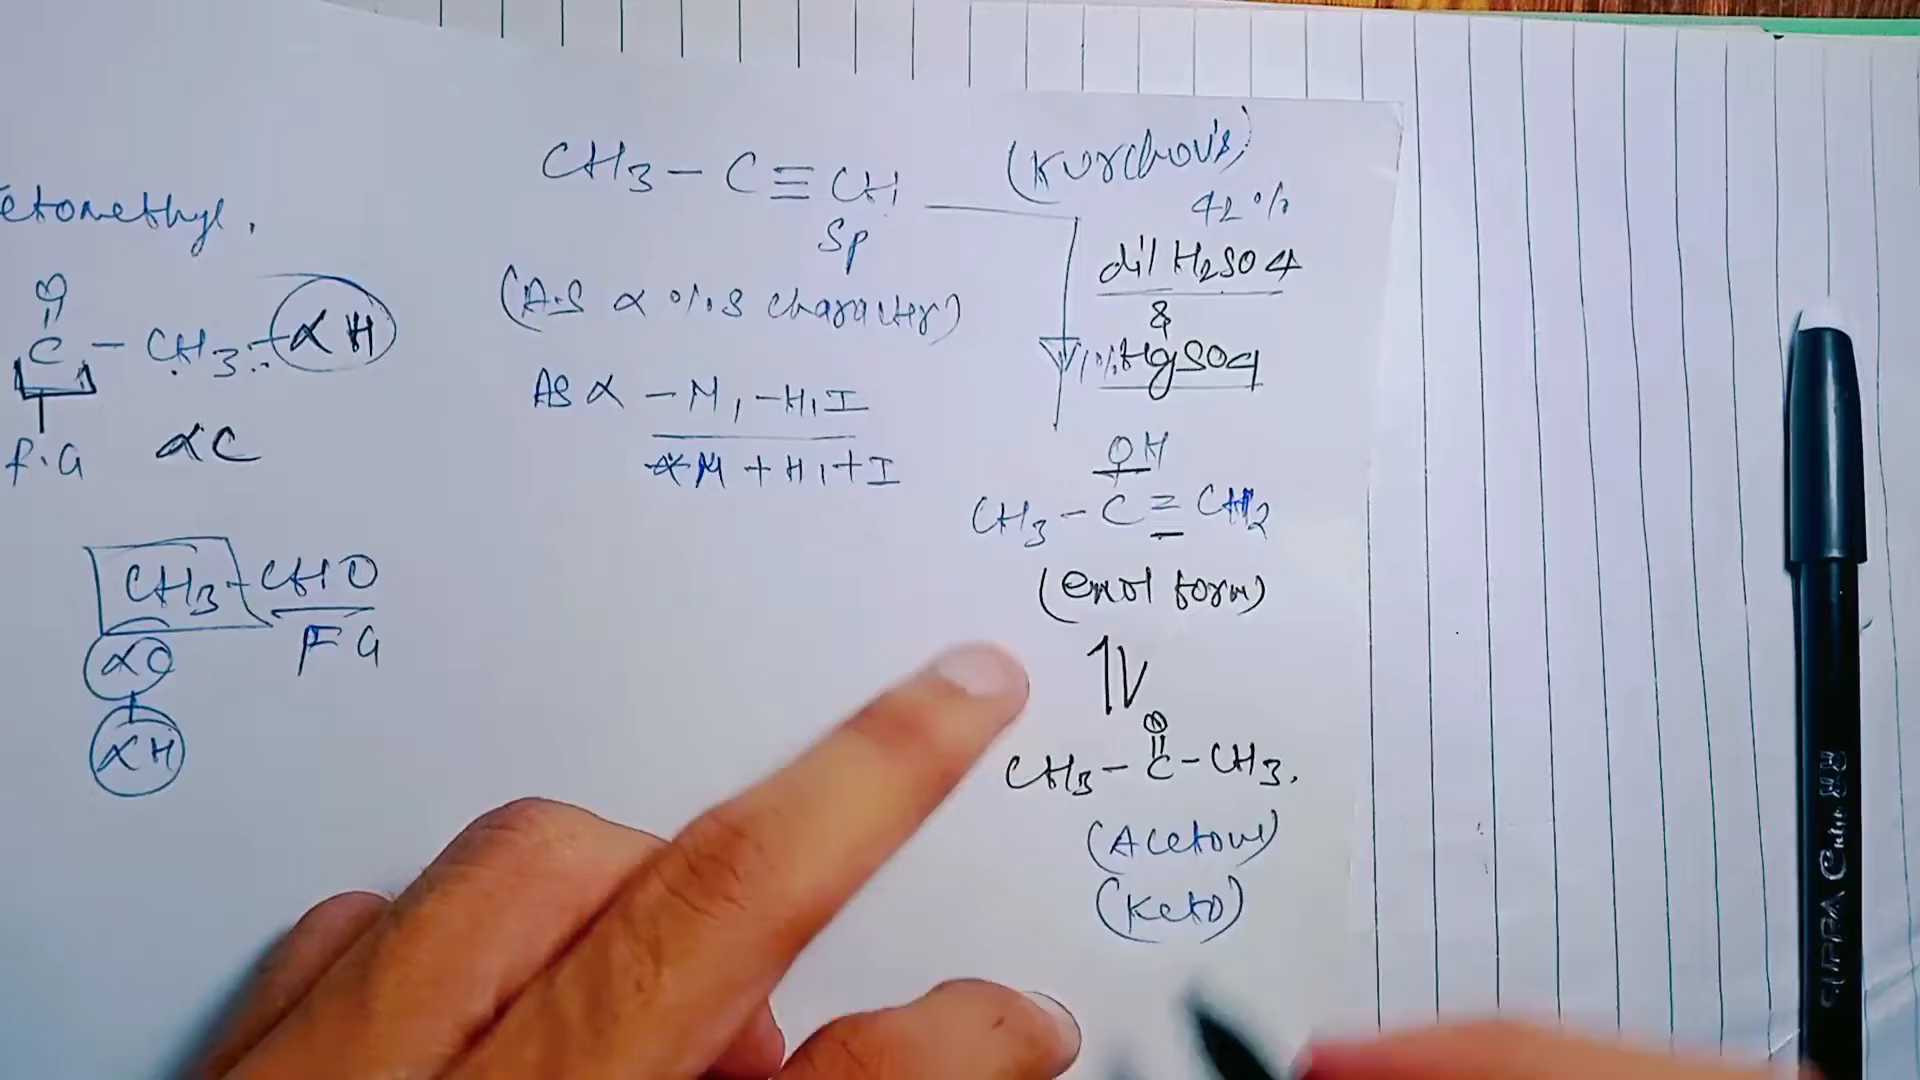 etomethyl.
O
||
C - CH3 - αH
F.G αC
CH3-CHO
αC FG
αH
CH3-C≡CH
Sp
(A.S α %S character)
AS α -M, -H, I
+M +H, +I
(Kurchov's)
42%
dil H2SO4
&
1% HgSO4
OH
CH3-C=CH2
(enol form)
⇅
O
||
CH3-C-CH3.
(Acetone)
(Keto)